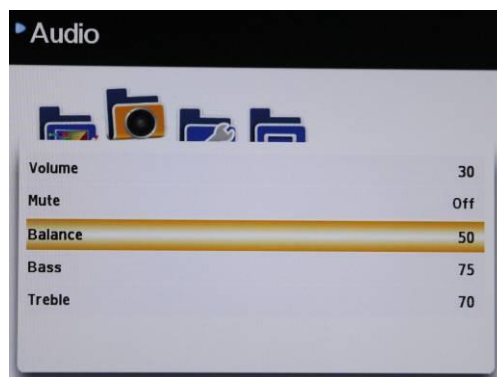 Audio
Volume 30
Mute Off
Balance 50
Bass 75
Treble 70